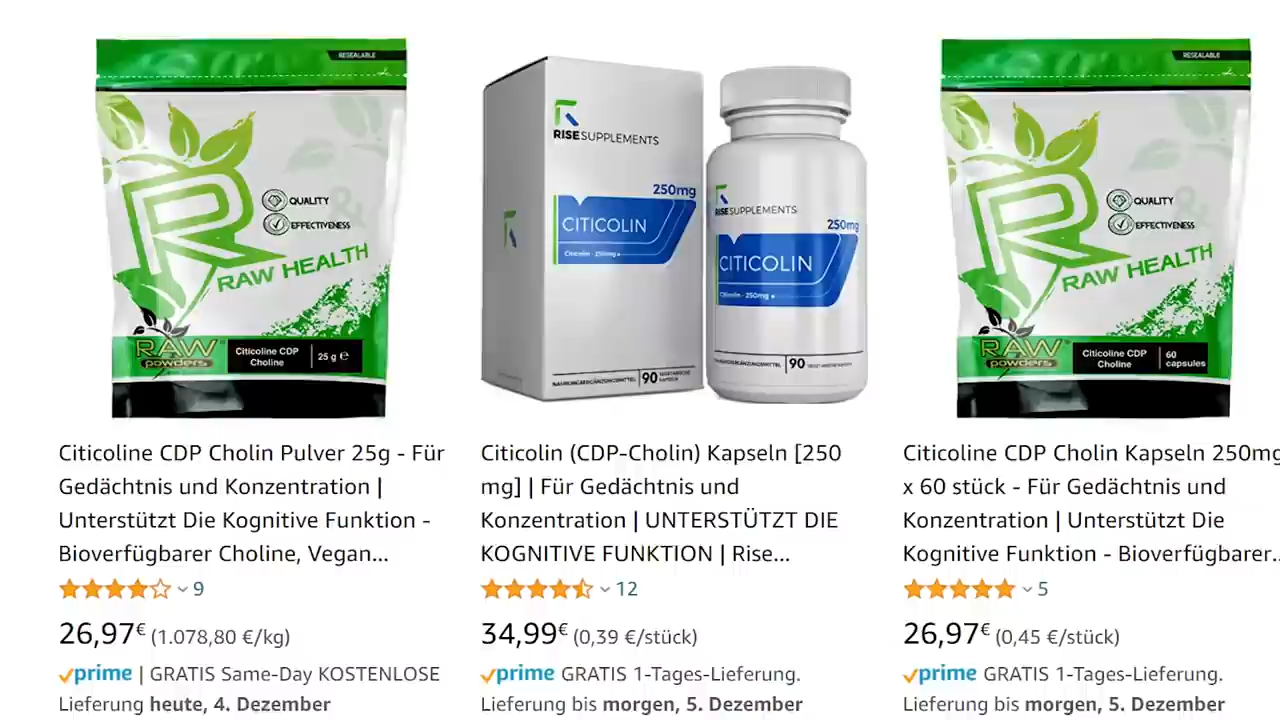 RESEALABLE
QUALITY
EFFECTIVENESS
RAW HEALTH
RAW
powders
Citicoline CDP
Choline
25 g ℮
Citicoline CDP Cholin Pulver 25g - Für
Gedächtnis und Konzentration |
Unterstützt Die Kognitive Funktion -
Bioverfügbarer Choline, Vegan...
9
26,97€ (1.078,80 €/kg)
prime | GRATIS Same-Day KOSTENLOSE
Lieferung heute, 4. Dezember
RISESUPPLEMENTS
250mg
CITICOLIN
Citicolin - 250mg
NAHRUNGSERGÄNZUNGSMITTEL
90
RISESUPPLEMENTS
250mg
CITICOLIN
Citicolin - 250mg
90
Citicolin (CDP-Cholin) Kapseln [250
mg] | Für Gedächtnis und
Konzentration | UNTERSTÜTZT DIE
KOGNITIVE FUNKTION | Rise...
12
34,99€ (0,39 €/stück)
prime GRATIS 1-Tages-Lieferung.
Lieferung bis morgen, 5. Dezember
RESEALABLE
QUALITY
EFFECTIVENESS
RAW HEALTH
RAW
powders
Citicoline CDP
Choline
60
capsules
Citicoline CDP Cholin Kapseln 250mg
x 60 stück - Für Gedächtnis und
Konzentration | Unterstützt Die
Kognitive Funktion - Bioverfügbarer...
5
26,97€ (0,45 €/stück)
prime GRATIS 1-Tages-Lieferung.
Lieferung bis morgen, 5. Dezember